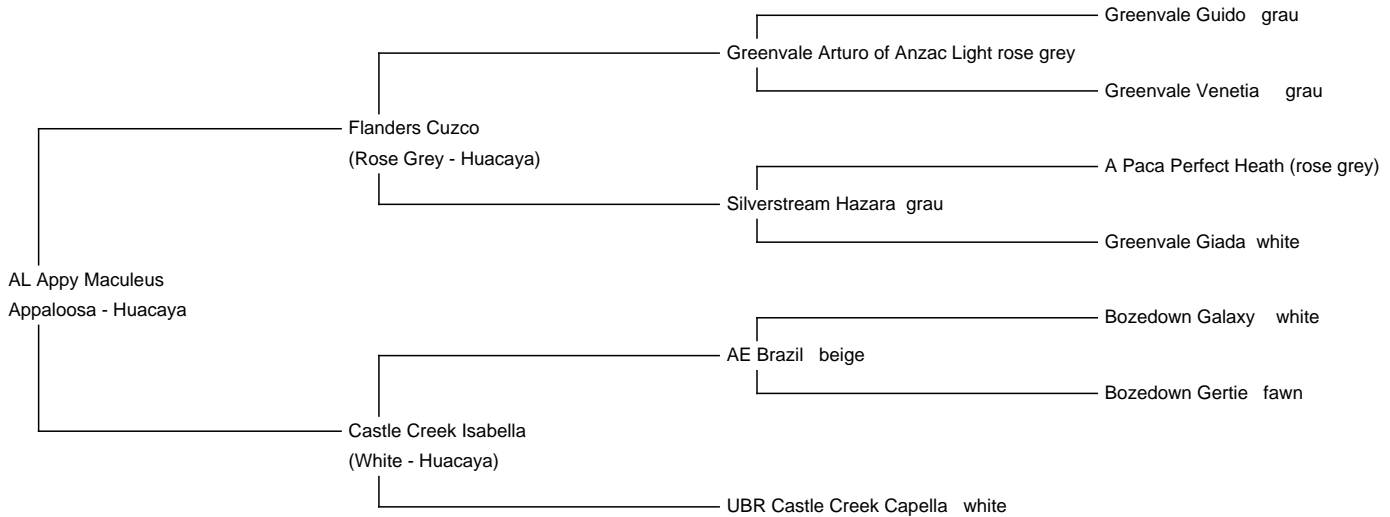 Greenvale Guido grau
Greenvale Arturo of Anzac Light rose grey
Greenvale Venetia grau
Flanders Cuzco
(Rose Grey - Huacaya)
A Paca Perfect Heath (rose grey)
Silverstream Hazara grau
Greenvale Giada white
AL Appy Maculeus
Appaloosa - Huacaya
Bozedown Galaxy white
AE Brazil beige
Bozedown Gertie fawn
Castle Creek Isabella
(White - Huacaya)
UBR Castle Creek Capella white